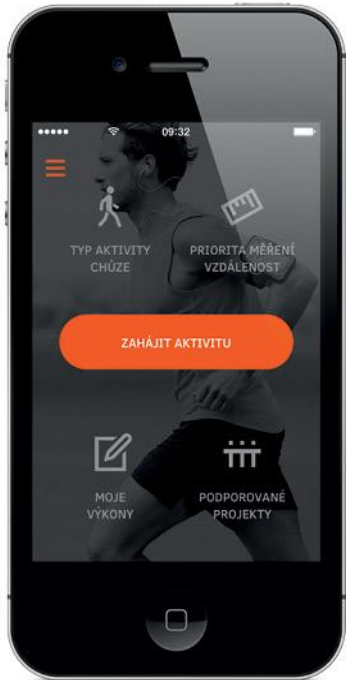 09:32
TYP AKTIVITY
CHŮZE
PRIORITA MĚŘENÍ
VZDÁLENOST
ZAHÁJIT AKTIVITU
MOJE
VÝKONY
PODPOROVANÉ
PROJEKTY